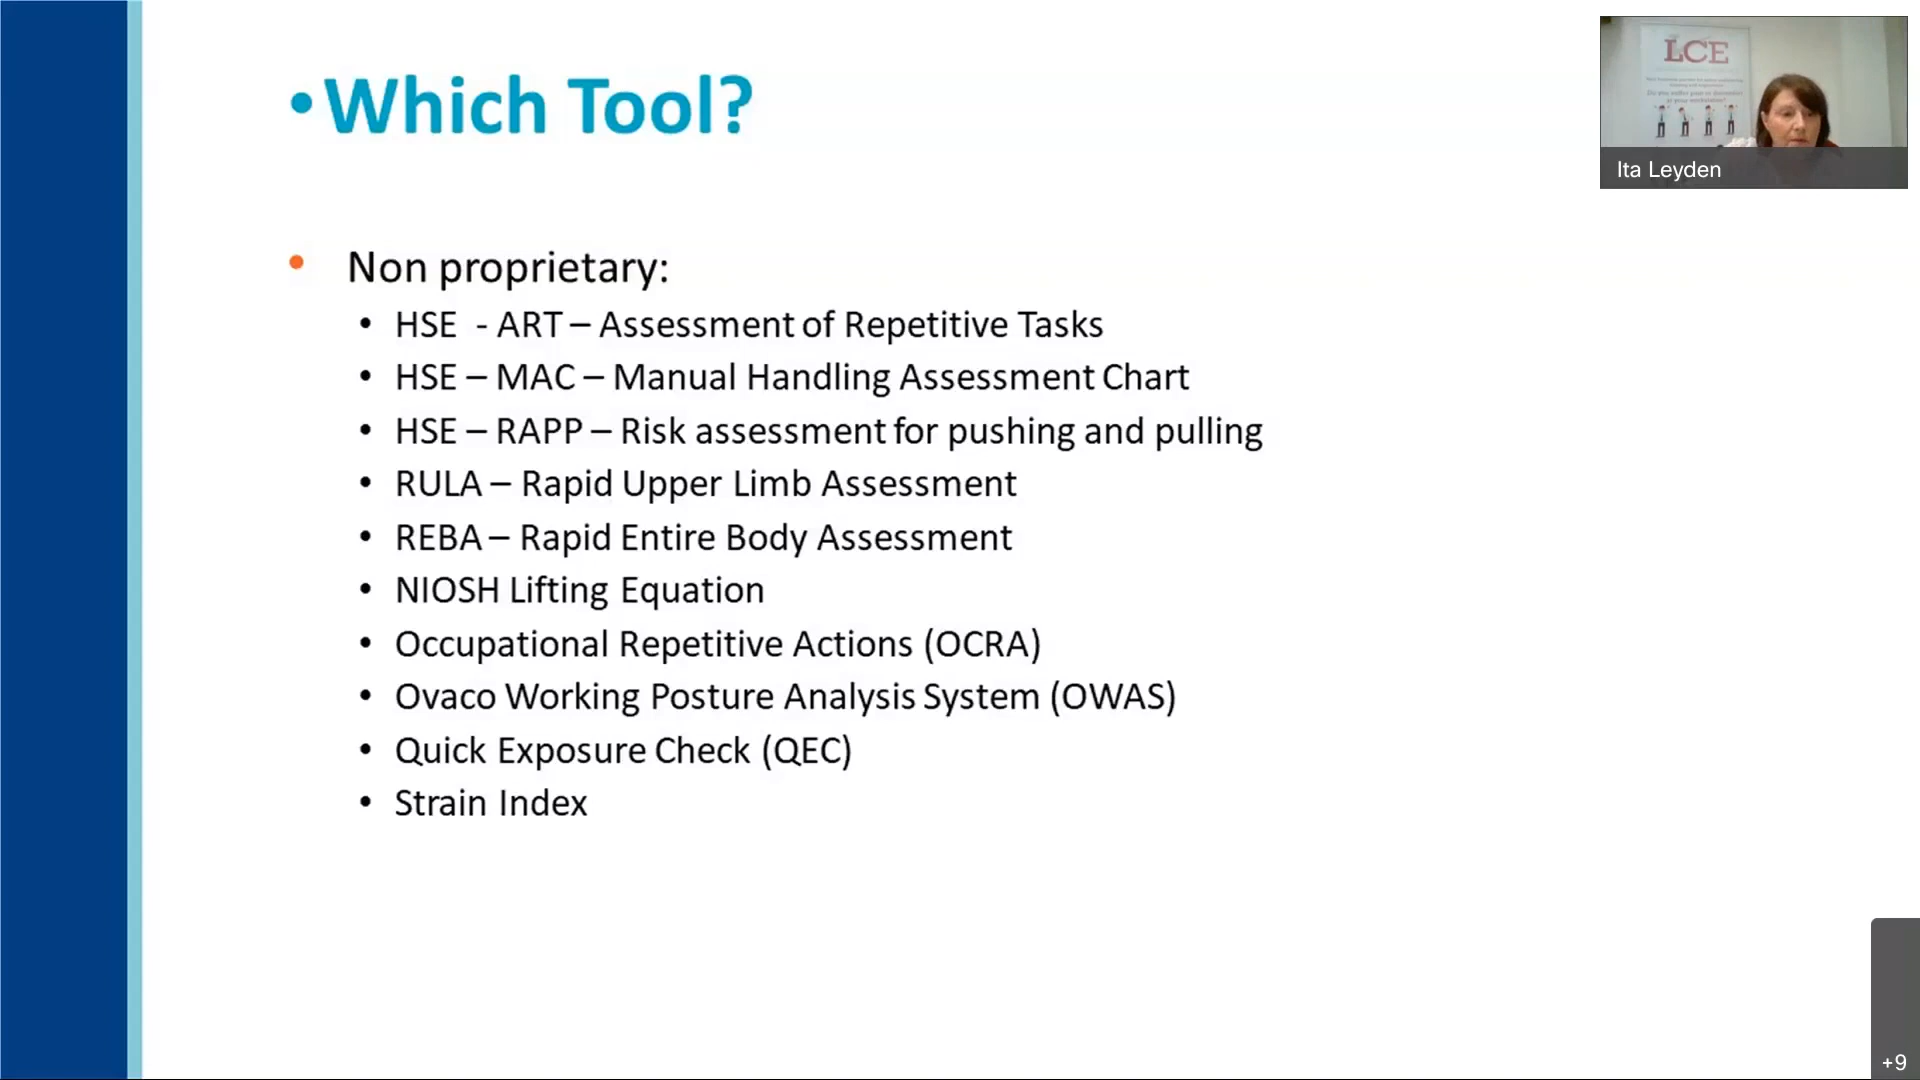 •Which Tool?
• Non proprietary:
• HSE - ART – Assessment of Repetitive Tasks
• HSE – MAC – Manual Handling Assessment Chart
• HSE – RAPP – Risk assessment for pushing and pulling
• RULA – Rapid Upper Limb Assessment
• REBA – Rapid Entire Body Assessment
• NIOSH Lifting Equation
• Occupational Repetitive Actions (OCRA)
• Ovaco Working Posture Analysis System (OWAS)
• Quick Exposure Check (QEC)
• Strain Index
LCE
Ita Leyden
+9